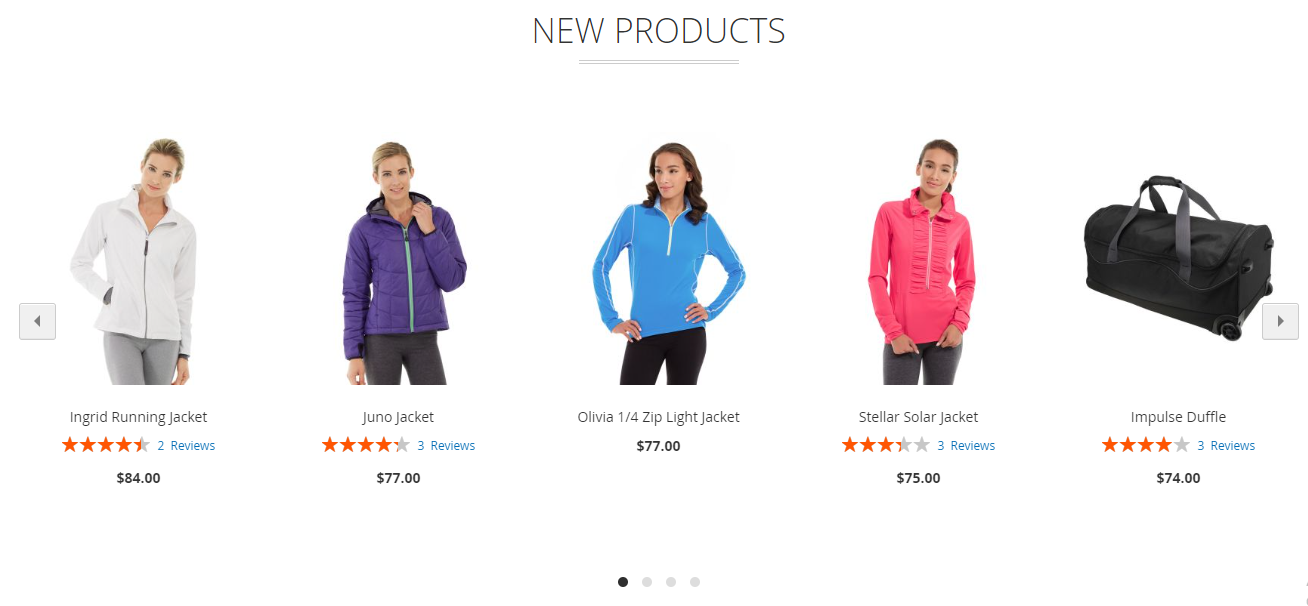 NEW PRODUCTS
Ingrid Running Jacket
2 Reviews
$84.00
Juno Jacket
3 Reviews
$77.00
Olivia 1/4 Zip Light Jacket
$77.00
Stellar Solar Jacket
3 Reviews
$75.00
Impulse Duffle
3 Reviews
$74.00